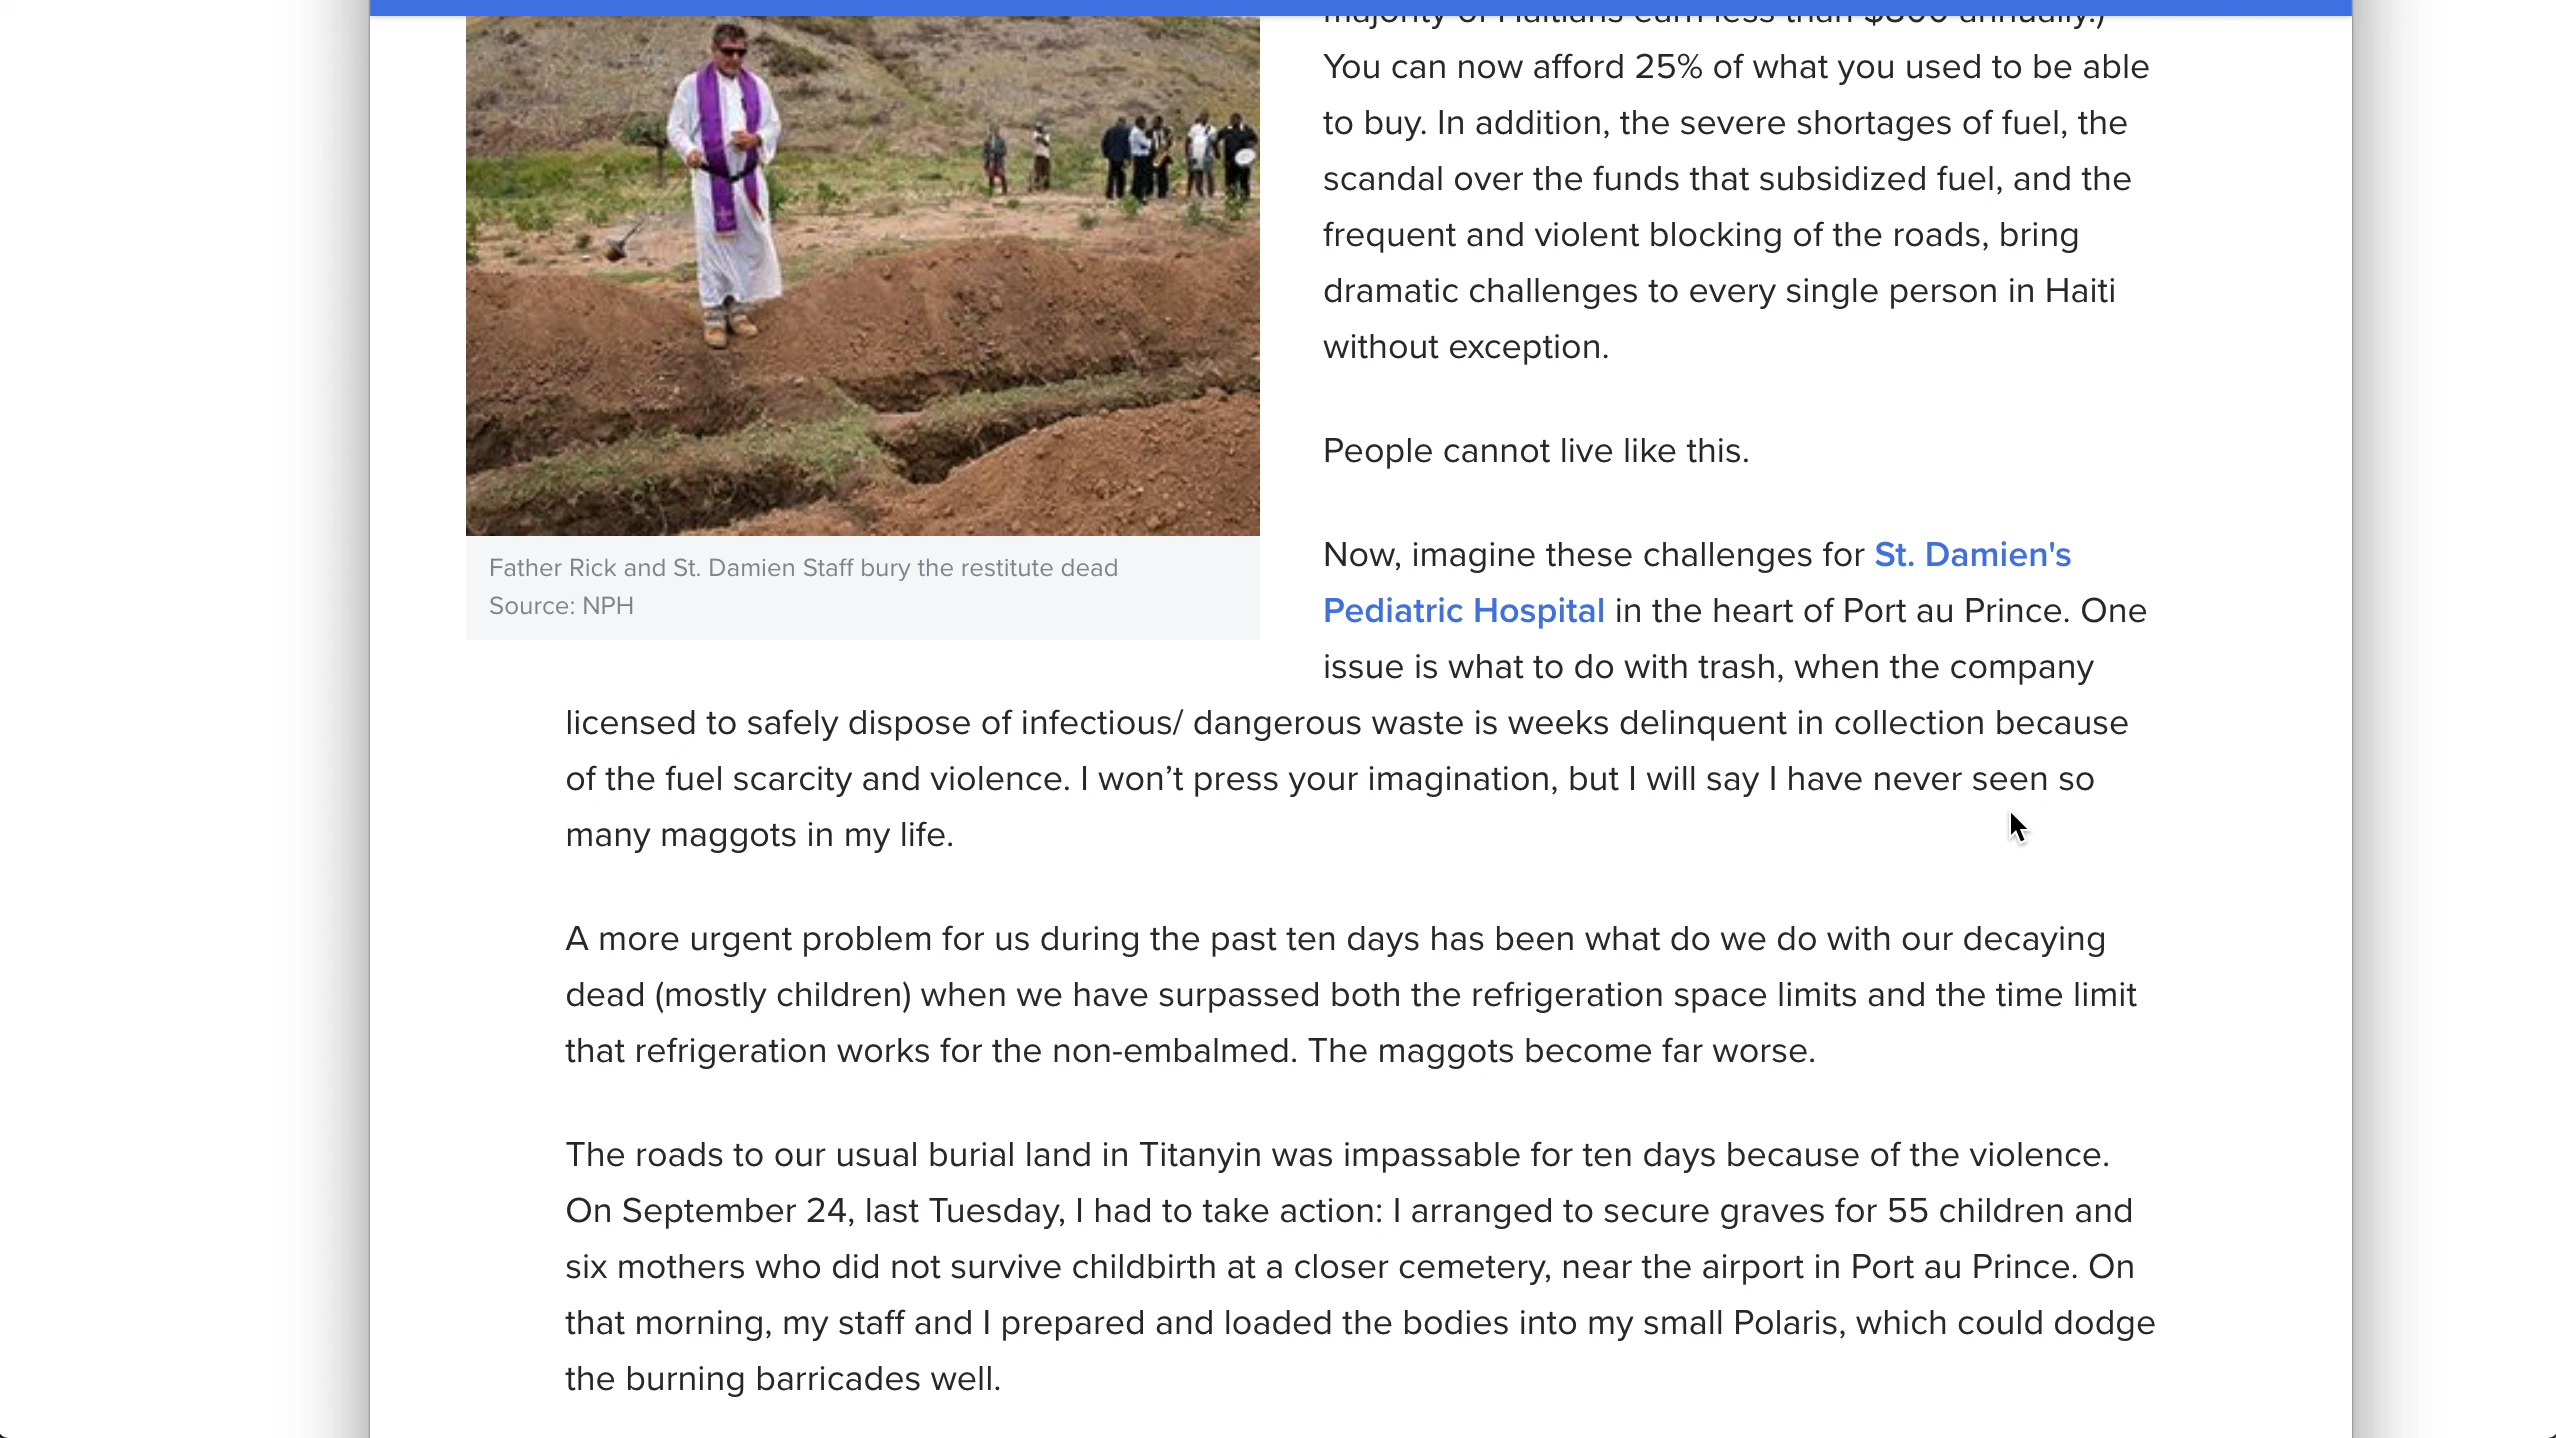 majority of Haitians earn less than $800 annually.)
You can now afford 25% of what you used to be able
to buy. In addition, the severe shortages of fuel, the
scandal over the funds that subsidized fuel, and the
frequent and violent blocking of the roads, bring
dramatic challenges to every single person in Haiti
without exception.
People cannot live like this.
Father Rick and St. Damien Staff bury the restitute dead
Source: NPH
Now, imagine these challenges for St. Damien's
Pediatric Hospital in the heart of Port au Prince. One
issue is what to do with trash, when the company
licensed to safely dispose of infectious/ dangerous waste is weeks delinquent in collection because
of the fuel scarcity and violence. I won’t press your imagination, but I will say I have never seen so
many maggots in my life.
A more urgent problem for us during the past ten days has been what do we do with our decaying
dead (mostly children) when we have surpassed both the refrigeration space limits and the time limit
that refrigeration works for the non-embalmed. The maggots become far worse.
The roads to our usual burial land in Titanyin was impassable for ten days because of the violence.
On September 24, last Tuesday, I had to take action: I arranged to secure graves for 55 children and
six mothers who did not survive childbirth at a closer cemetery, near the airport in Port au Prince. On
that morning, my staff and I prepared and loaded the bodies into my small Polaris, which could dodge
the burning barricades well.